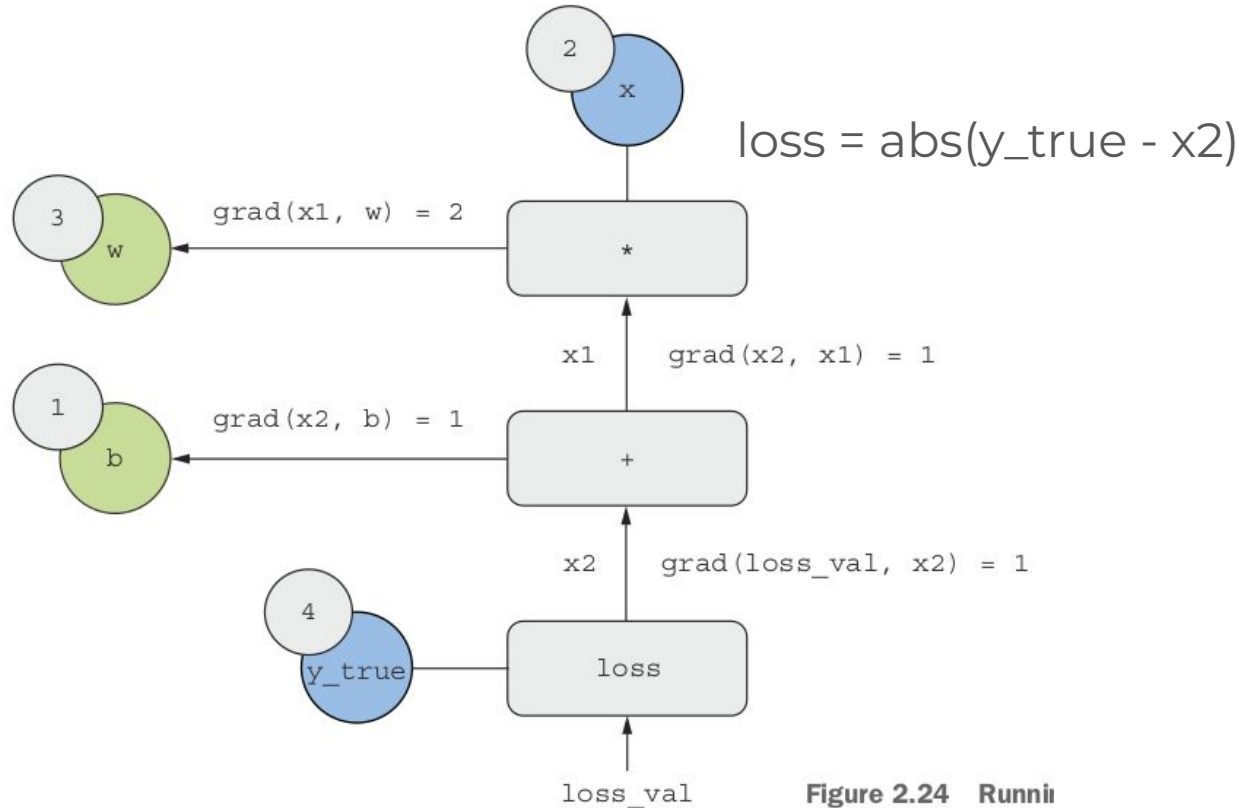 2
x
loss = abs(y_true - x2)
3
w
grad(x1, w) = 2
*
x1
grad(x2, x1) = 1
1
b
grad(x2, b) = 1
+
x2
grad(loss_val, x2) = 1
4
y_true
loss
loss_val
Figure 2.24 Runnin